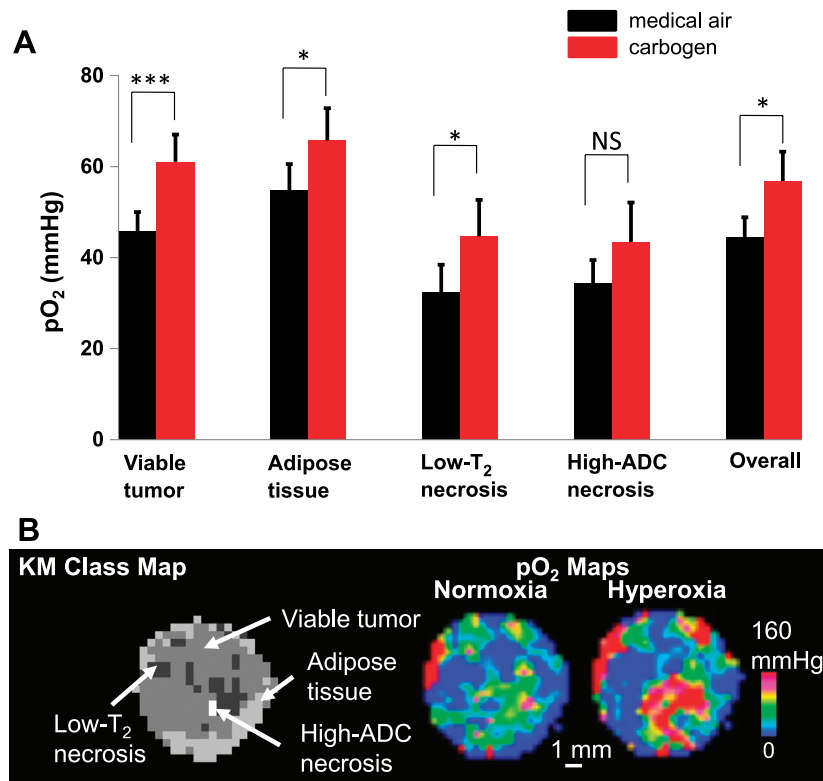 medical air
carbogen
A
80
60
40
20
0
pO₂ (mmHg)
***
*
*
NS
*
Viable
tumor
Adipose
tissue
Low-T₂
necrosis
High-ADC
necrosis
Overall
B
KM Class Map
pO₂ Maps
Normoxia
Hyperoxia
Viable tumor
Adipose
tissue
Low-T₂
necrosis
High-ADC
necrosis
160
mmHg
0
1 mm